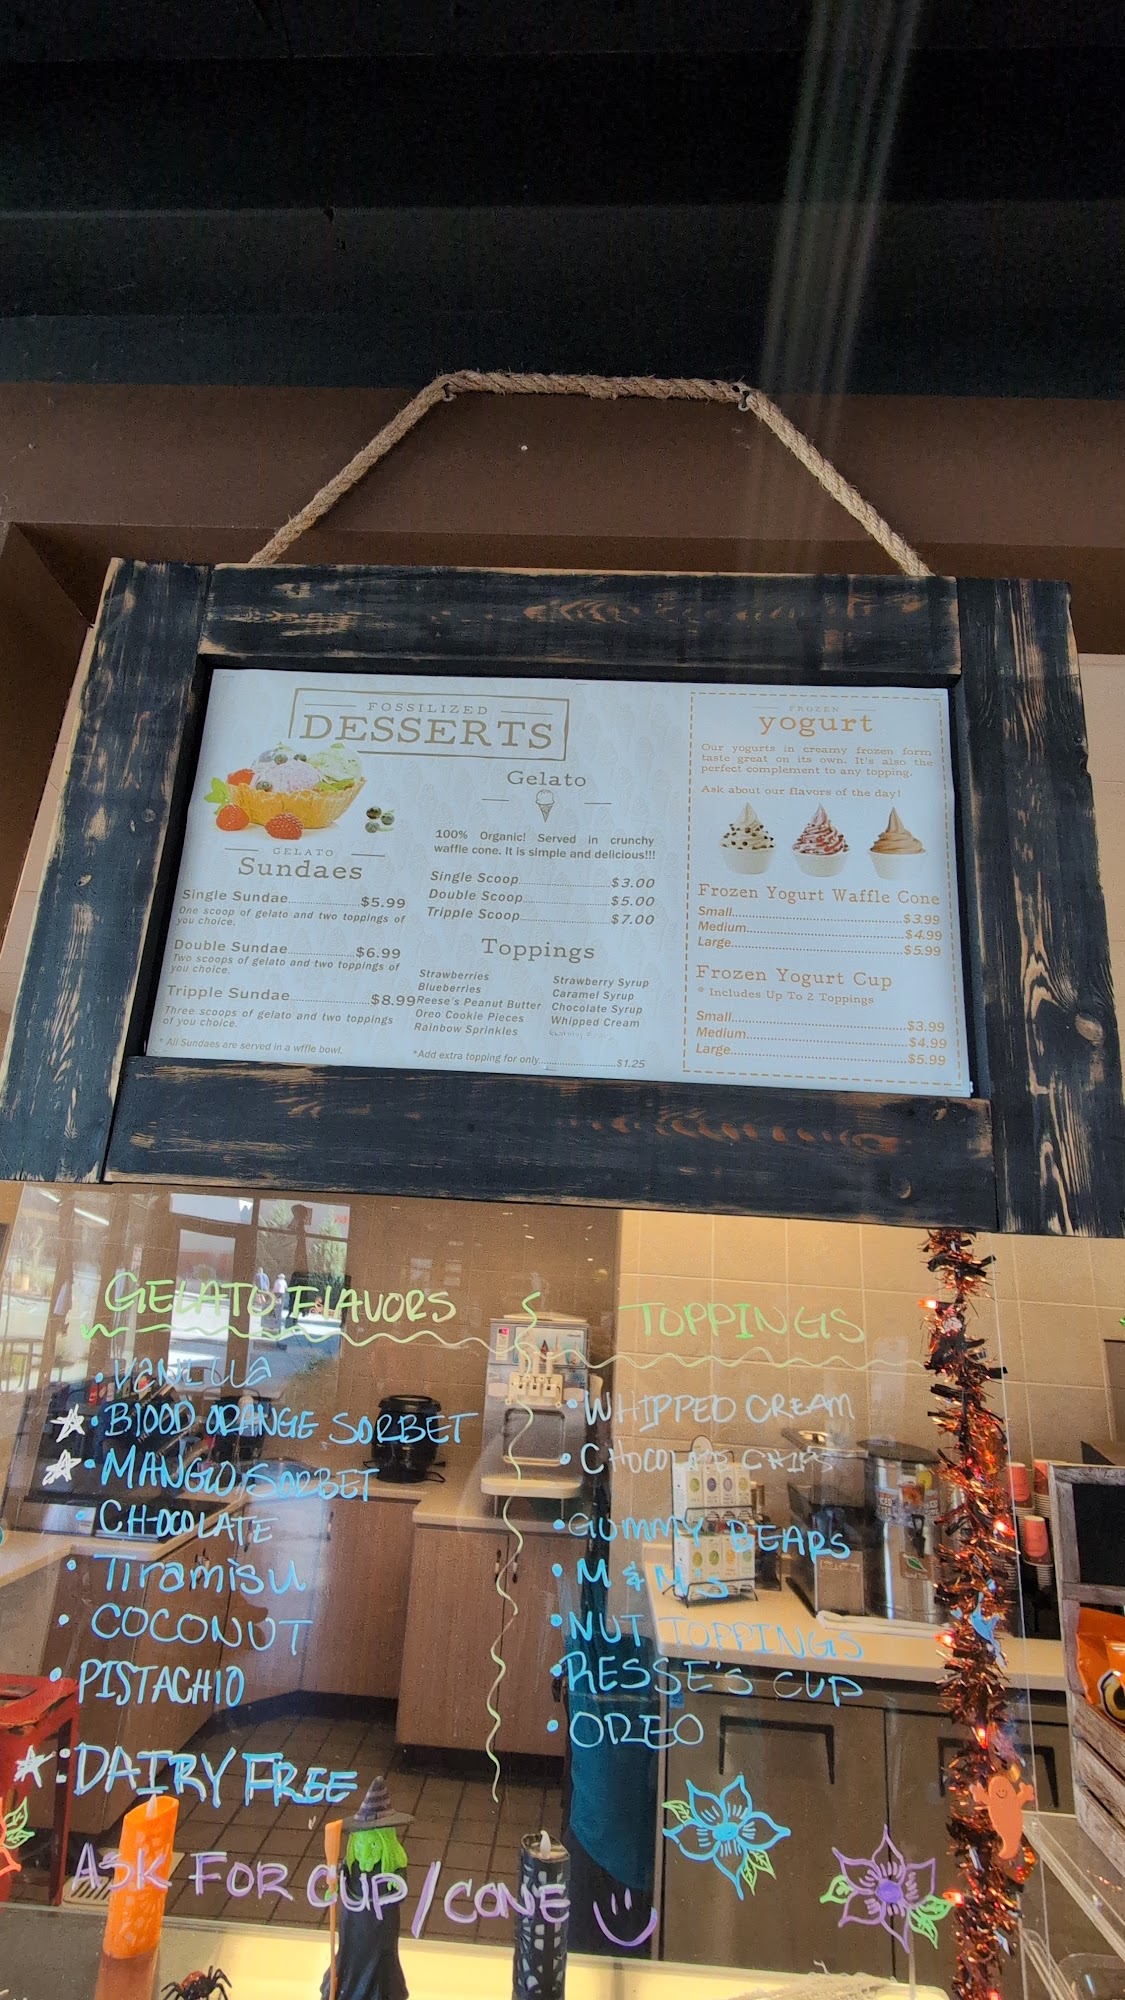 FOSSILIZED
DESSERTS
GELATO
Sundaes
Single Sundae $5.99
One scoop of gelato and two toppings of
you choice.
Double Sundae $6.99
Two scoops of gelato and two toppings of
you choice.
Tripple Sundae $8.99
Three scoops of gelato and two toppings
of you choice.
* All Sundaes are served in a wffle bowl.
Gelato
100% Organic! Served in crunchy
waffle cone. It is simple and delicious!!!
Single Scoop $3.00
Double Scoop $5.00
Tripple Scoop $7.00
Toppings
Strawberries
Blueberries
Reese's Peanut Butter
Oreo Cookie Pieces
Rainbow Sprinkles
Strawberry Syrup
Caramel Syrup
Chocolate Syrup
Whipped Cream
*Add extra topping for only $1.25
FROZEN
yogurt
Our yogurts in creamy frozen form
taste great on its own. It's also the
perfect complement to any topping.
Ask about our flavors of the day!
Frozen Yogurt Waffle Cone
Small $3.99
Medium $4.99
Large $5.99
Frozen Yogurt Cup
* Includes Up To 2 Toppings
Small $3.99
Medium $4.99
Large $5.99
GELATO FLAVORS
• VANILLA
• BLOOD ORANGE SORBET
• MANGO SORBET
• CHOCOLATE
• Tiramisu
• COCONUT
• PISTACHIO
: DAIRY FREE
TOPPINGS
• WHIPPED CREAM
• CHOCOLATE CHIPS
• GUMMY BEARS
• M & M's
• NUT TOPPINGS
• RESSE'S CUP
• OREO
ASK FOR CUP/CONE